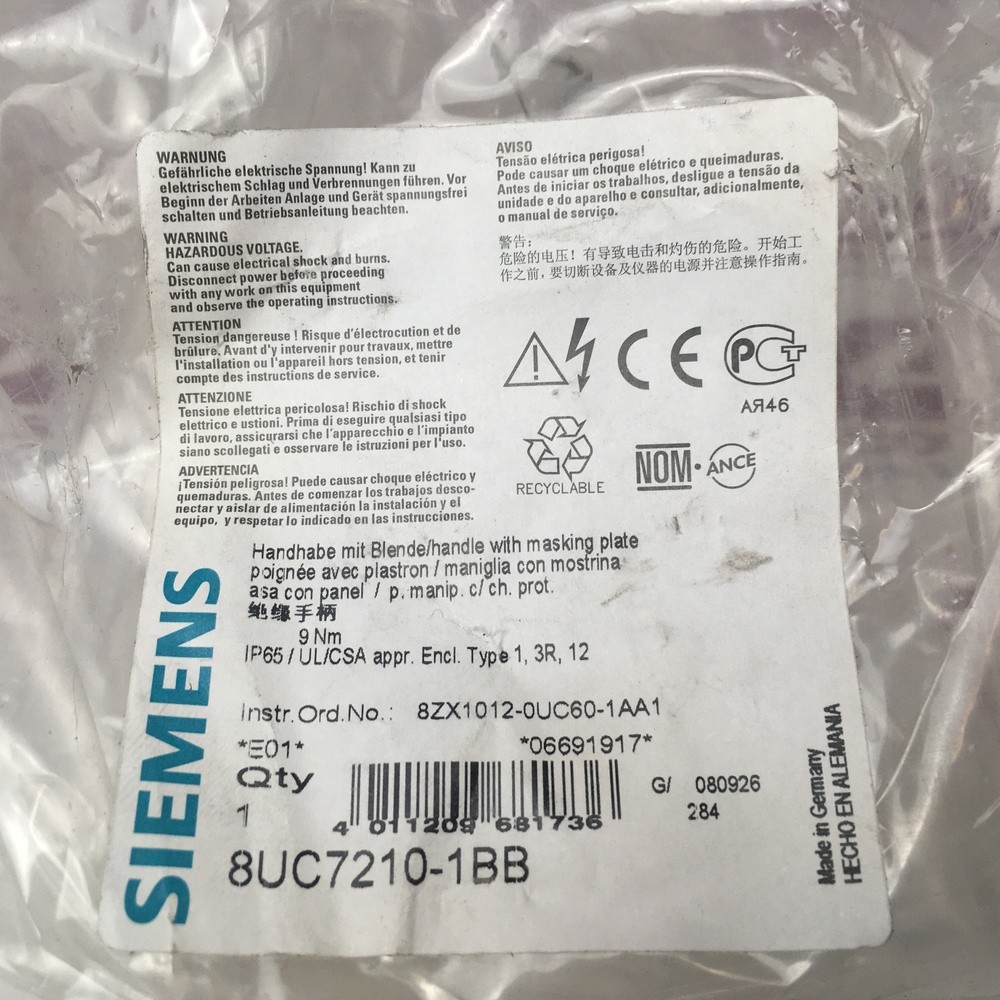 WARNUNG
Gefährliche elektrische Spannung! Kann zu
elektrischem Schlag und Verbrennungen führen. Vor
Beginn der Arbeiten Anlage und Gerät spannungsfrei
schalten und Betriebsanleitung beachten.
WARNING
HAZARDOUS VOLTAGE.
Can cause electrical shock and burns.
Disconnect power before proceeding
with any work on this equipment
and observe the operating instructions.
ATTENTION
Tension dangereuse ! Risque d'électrocution et de
brûlure. Avant d'y intervenir pour travaux, mettre
l'installation ou l'appareil hors tension, et tenir
compte des instructions de service.
ATTENZIONE
Tensione elettrica pericolosa! Rischio di shock
elettrico e ustioni. Prima di eseguire qualsiasi tipo
di lavoro, assicurarsi che l'apparecchio e l'impianto
siano scollegati e osservare le istruzioni per l'uso.
ADVERTENCIA
¡Tensión peligrosa! Puede causar choque eléctrico y
quemaduras. Antes de comenzar los trabajos desco-
nectar y aislar de alimentación la instalación y el
equipo, y respetar lo indicado en las instrucciones.
AVISO
Tensão elétrica perigosa!
Pode causar um choque elétrico e queimaduras.
Antes de iniciar os trabalhos, desligue a tensão da
unidade e do aparelho e consultar, adicionalmente,
o manual de serviço.
警告:
危险的电压! 有导致电击和灼伤的危险。开始工
作之前,要切断设备及仪器的电源并注意操作指南。
CE
РСТ
АЯ46
RECYCLABLE
NOM·ANCE
Handhabe mit Blende/handle with masking plate
poignée avec plastron / maniglia con mostrina
asa con panel / p. manip. c/ ch. prot.
绝缘手柄
9 Nm
IP65 / UL/CSA appr. Encl. Type 1, 3R, 12
Instr.Ord.No.: 8ZX1012-0UC60-1AA1
*E01* *06691917*
Qty
1
4 011209 681736
G/ 080926
284
8UC7210-1BB
SIEMENS
Made in Germany
HECHO EN ALEMANIA